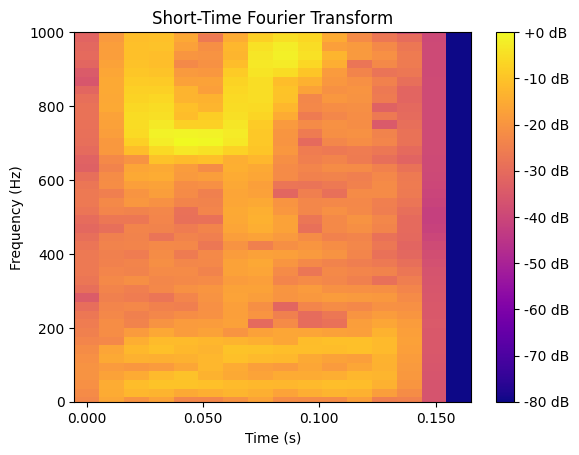 Short-Time Fourier Transform
1000
800
600
400
200
0
Frequency (Hz)
0.000
0.050
0.100
0.150
Time (s)
+0 dB
-10 dB
-20 dB
-30 dB
-40 dB
-50 dB
-60 dB
-70 dB
-80 dB